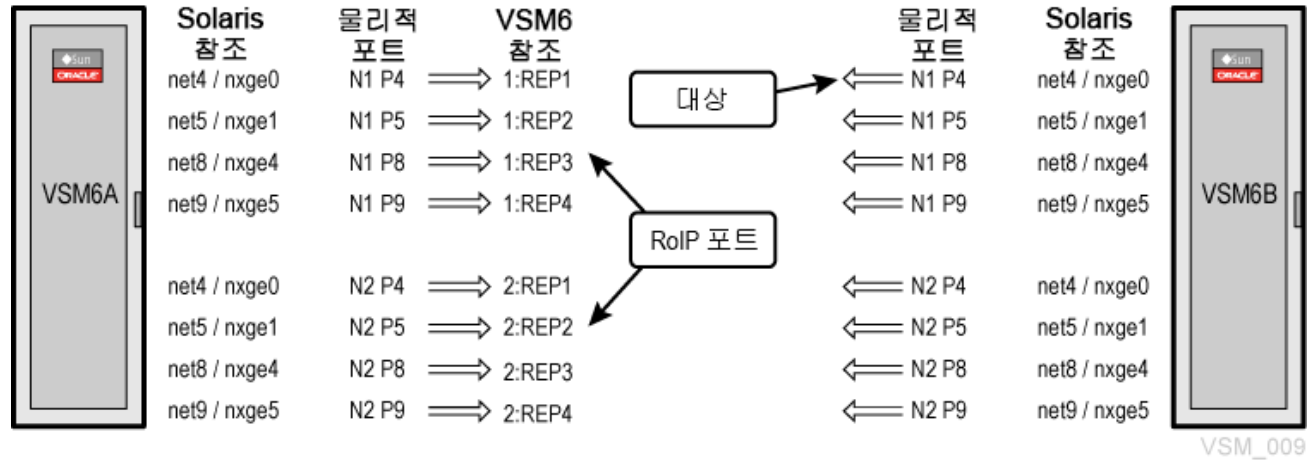 Solaris 물리적 VSM6 물리적 Solaris
참조 포트 참조 포트 참조
Sun Sun
ORACLE ORACLE
net4 / nxge0 N1 P4 1:REP1 대상 N1 P4 net4 / nxge0
net5 / nxge1 N1 P5 1:REP2 N1 P5 net5 / nxge1
net8 / nxge4 N1 P8 1:REP3 N1 P8 net8 / nxge4
VSM6A net9 / nxge5 N1 P9 1:REP4 N1 P9 net9 / nxge5 VSM6B
RoIP 포트
net4 / nxge0 N2 P4 2:REP1 N2 P4 net4 / nxge0
net5 / nxge1 N2 P5 2:REP2 N2 P5 net5 / nxge1
net8 / nxge4 N2 P8 2:REP3 N2 P8 net8 / nxge4
net9 / nxge5 N2 P9 2:REP4 N2 P9 net9 / nxge5
VSM_009